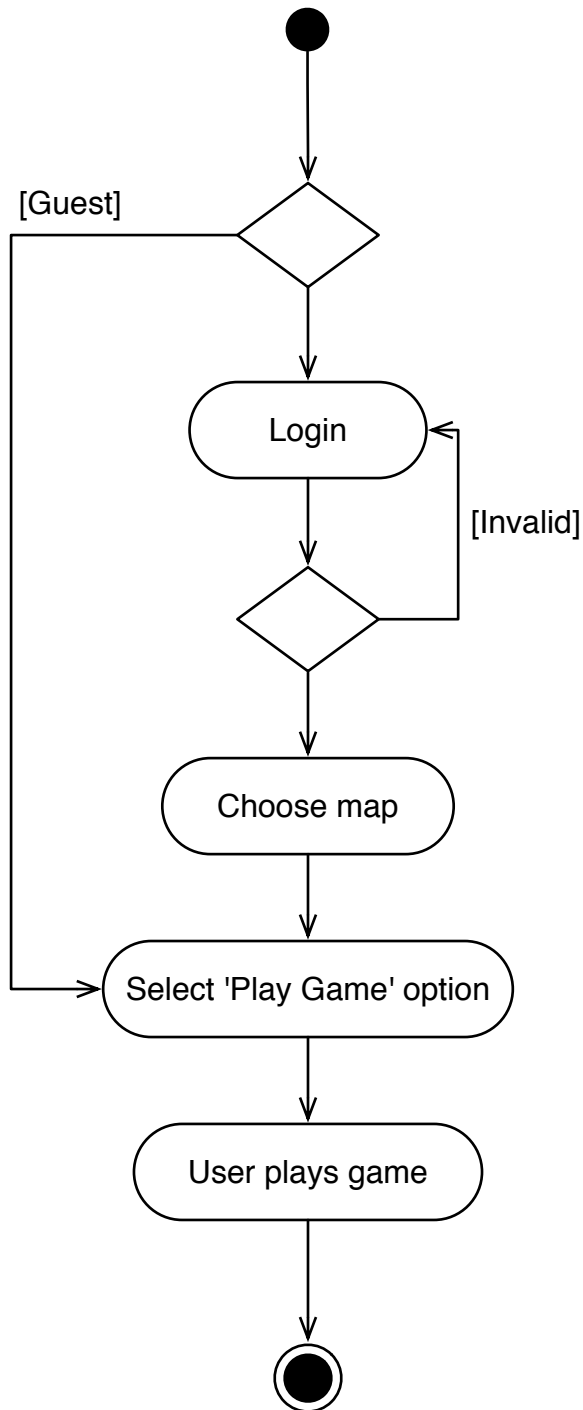 [Guest]
Login
[Invalid]
Choose map
Select 'Play Game' option
User plays game